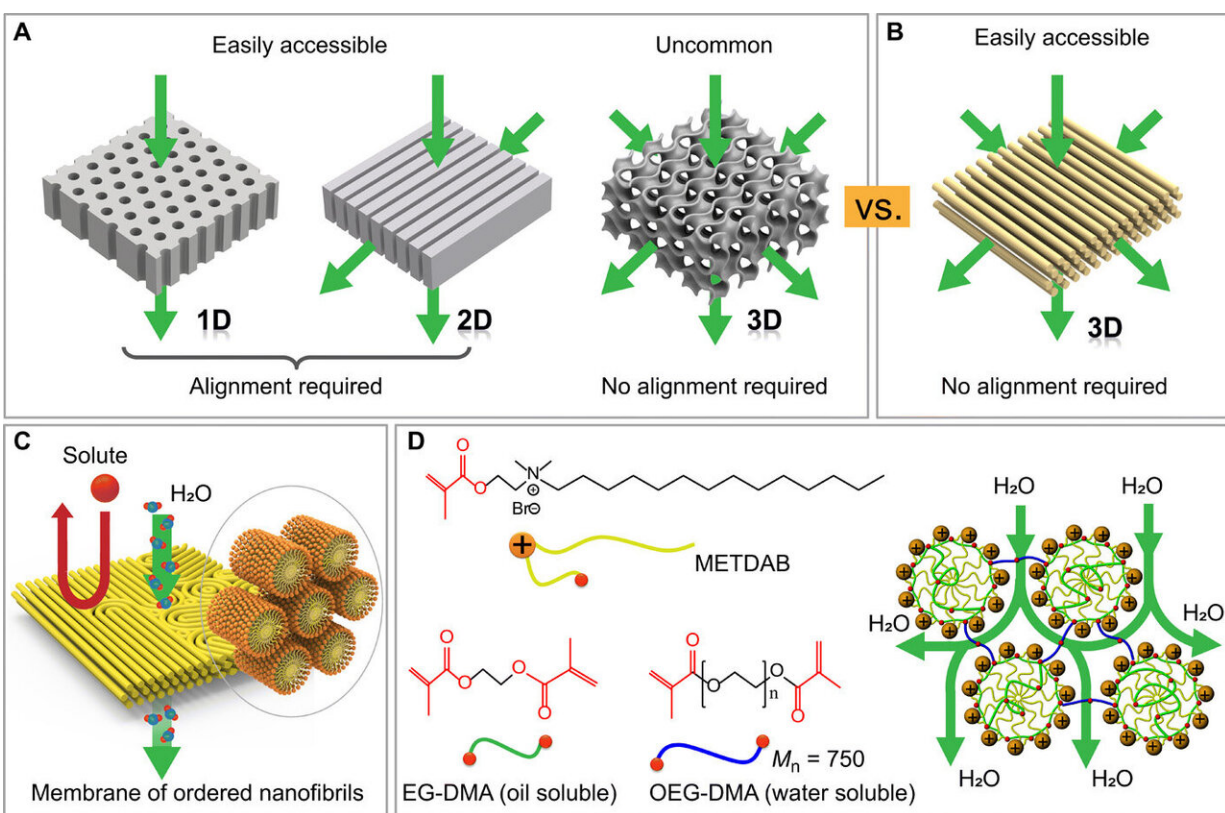 A
Easily accessible
Uncommon
1D
2D
3D
Alignment required
No alignment required
vs.
B
Easily accessible
3D
No alignment required
C
Solute
H₂O
Membrane of ordered nanofibrils
D
O
O
N
⊕
Br⊖
+
METDAB
O
O
O
O
EG-DMA (oil soluble)
O
O
O
O
n
Mn = 750
OEG-DMA (water soluble)
H₂O
H₂O
H₂O
H₂O
H₂O
H₂O